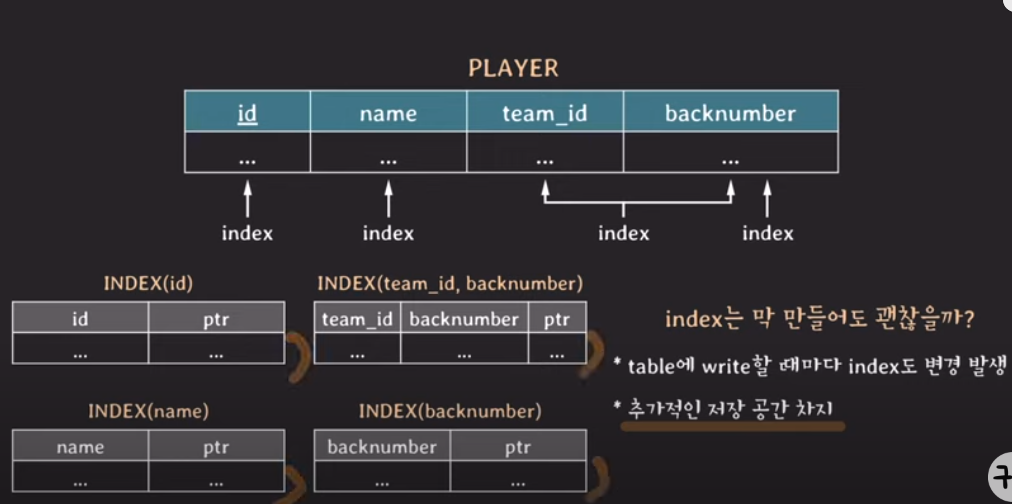 PLAYER
id name team_id backnumber
... ... ... ...
index index index index
INDEX(id)
id ptr
... ...
INDEX(team_id, backnumber)
team_id backnumber ptr
... ... ...
INDEX(name)
name ptr
... ...
INDEX(backnumber)
backnumber ptr
... ...
index는 막 만들어도 괜찮을까?
* table에 write할 때마다 index도 변경 발생
* 추가적인 저장 공간 차지